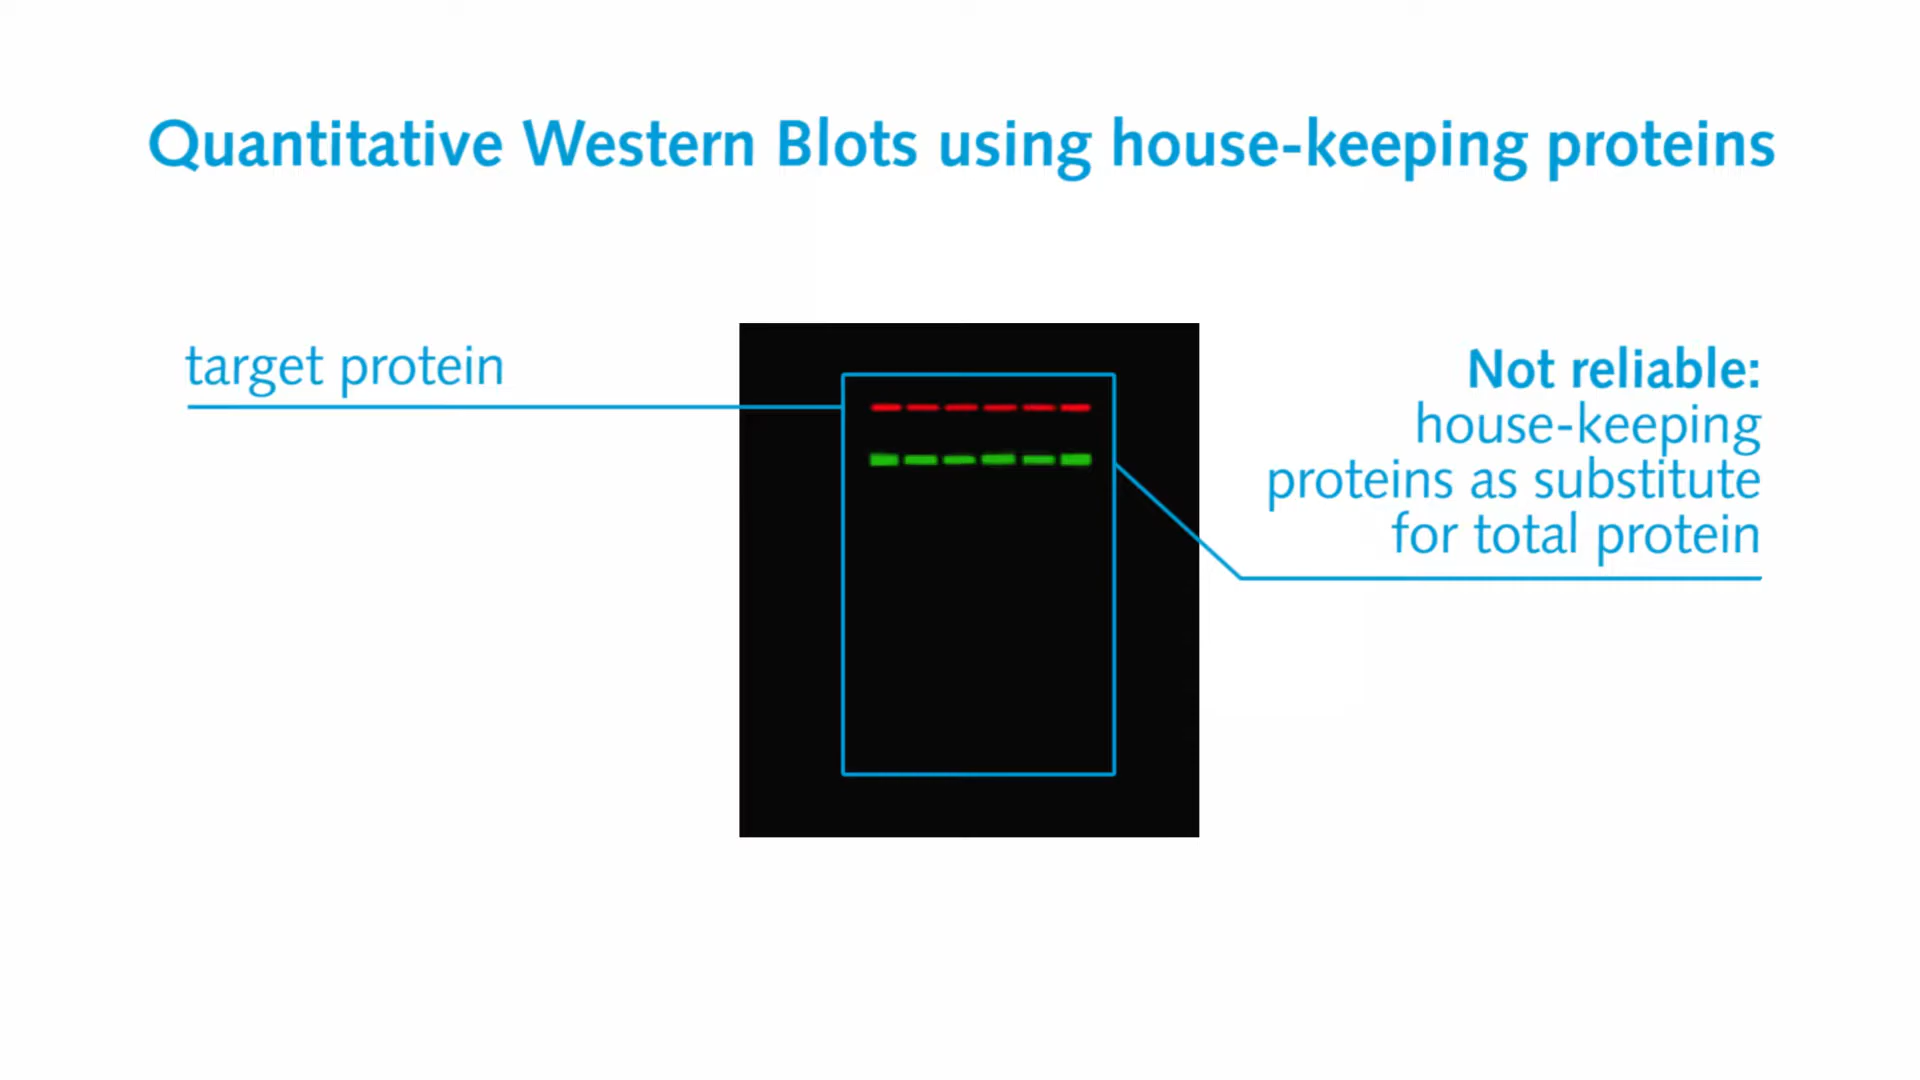 Quantitative Western Blots using house-keeping proteins
target protein
Not reliable:
house-keeping
proteins as substitute
for total protein